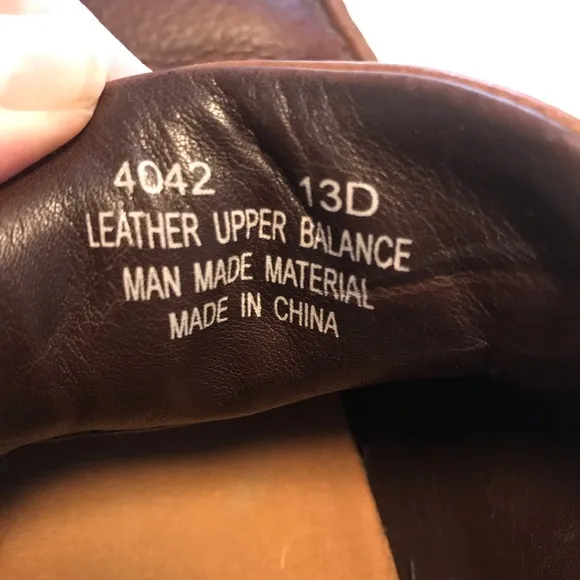 4042 13D
LEATHER UPPER BALANCE
MAN MADE MATERIAL
MADE IN CHINA